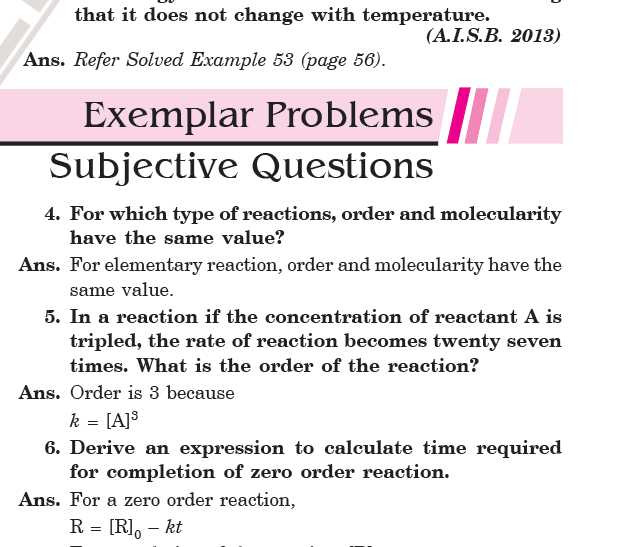 that it does not change with temperature.
(A.I.S.B. 2013)
Ans. Refer Solved Example 53 (page 56).
Exemplar Problems
Subjective Questions
4. For which type of reactions, order and molecularity
have the same value?
Ans. For elementary reaction, order and molecularity have the
same value.
5. In a reaction if the concentration of reactant A is
tripled, the rate of reaction becomes twenty seven
times. What is the order of the reaction?
Ans. Order is 3 because
k = [A]³
6. Derive an expression to calculate time required
for completion of zero order reaction.
Ans. For a zero order reaction,
R = [R]₀ – kt